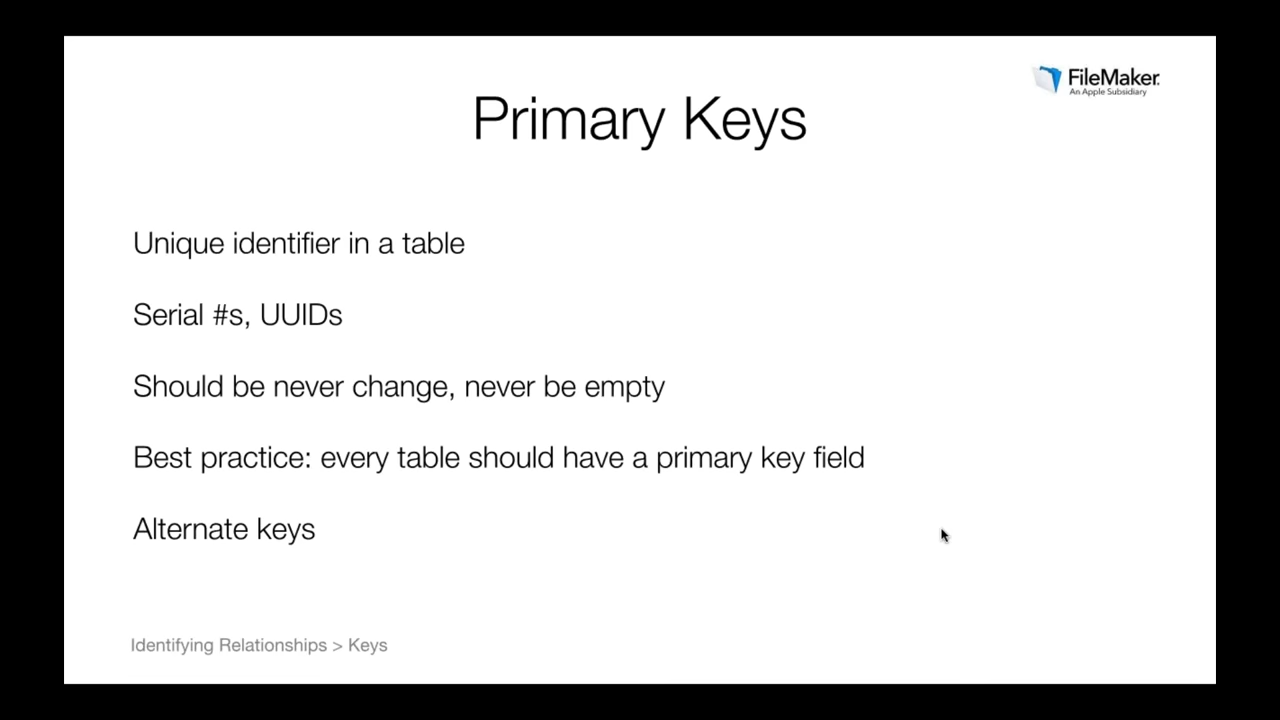 FileMaker.
An Apple Subsidiary
Primary Keys
Unique identifier in a table
Serial #s, UUIDs
Should be never change, never be empty
Best practice: every table should have a primary key field
Alternate keys
Identifying Relationships > Keys